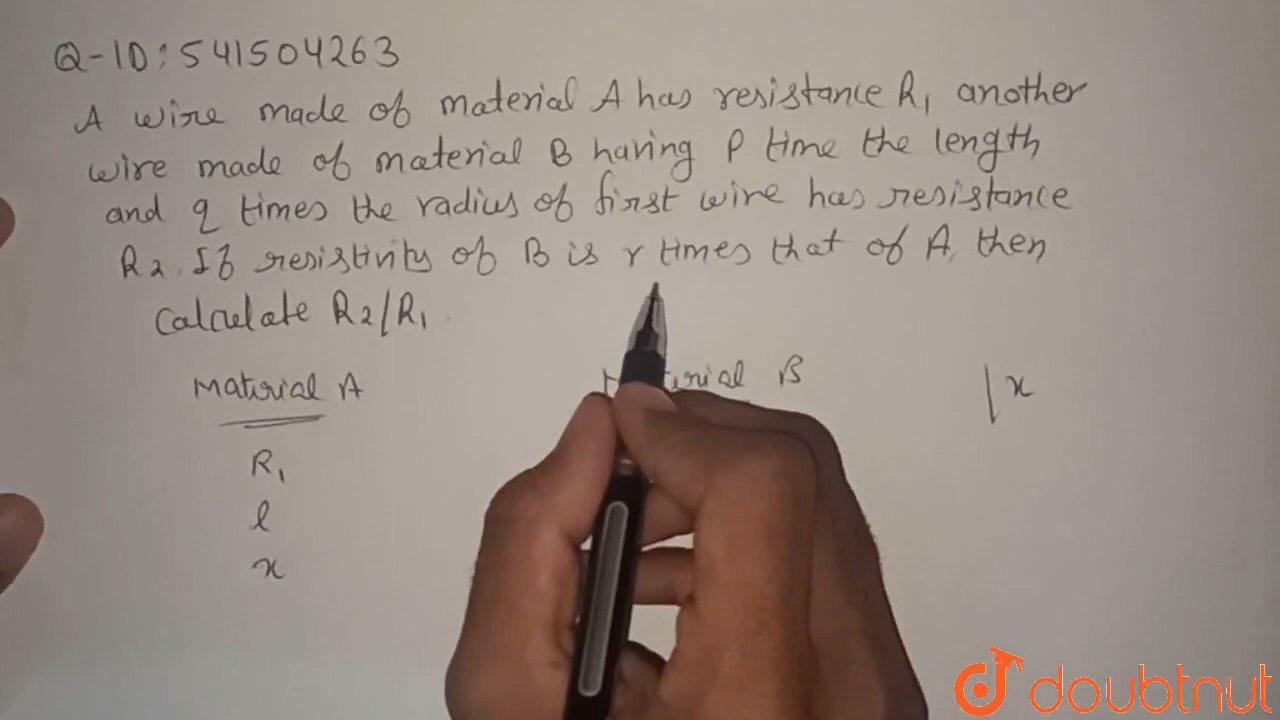 Q-ID:541504263
A wire made of material A has resistance R₁ another
wire made of material B having P time the length
and q times the radius of first wire has resistance
R₂. If resistivity of B is r times that of A, then
calculate R₂/R₁.
Material A
B
| x
R₁
l
x
doubtnut